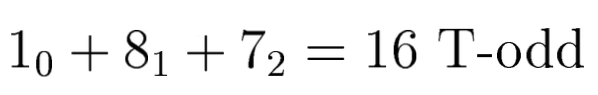 1₀ + 8₁ + 7₂ = 16 T-odd